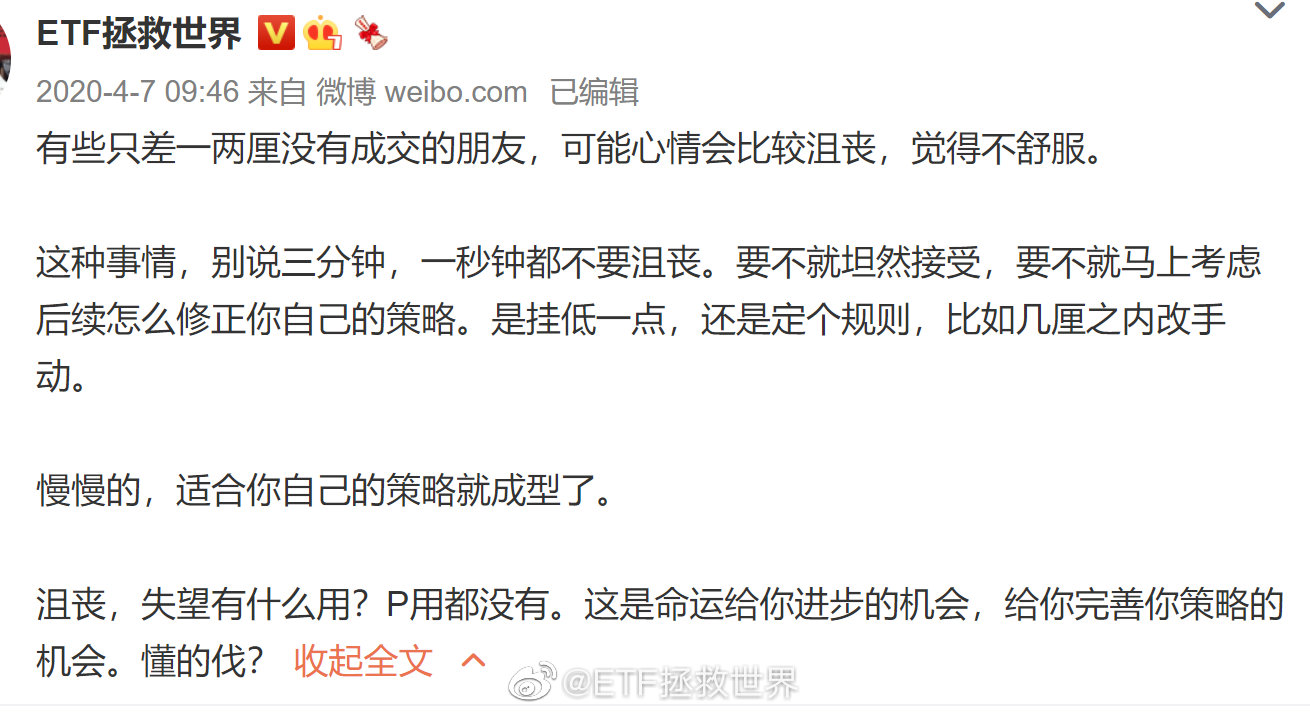 ETF拯救世界
2020-4-7 09:46 来自 微博 weibo.com 已编辑
有些只差一两厘没有成交的朋友，可能心情会比较沮丧，觉得不舒服。
这种事情，别说三分钟，一秒钟都不要沮丧。要不就坦然接受，要不就马上考虑
后续怎么修正你自己的策略。是挂低一点，还是定个规则，比如几厘之内改手
动。
慢慢的，适合你自己的策略就成型了。
沮丧，失望有什么用？P用都没有。这是命运给你进步的机会，给你完善你策略的
机会。懂的伐？ 收起全文
@ETF拯救世界